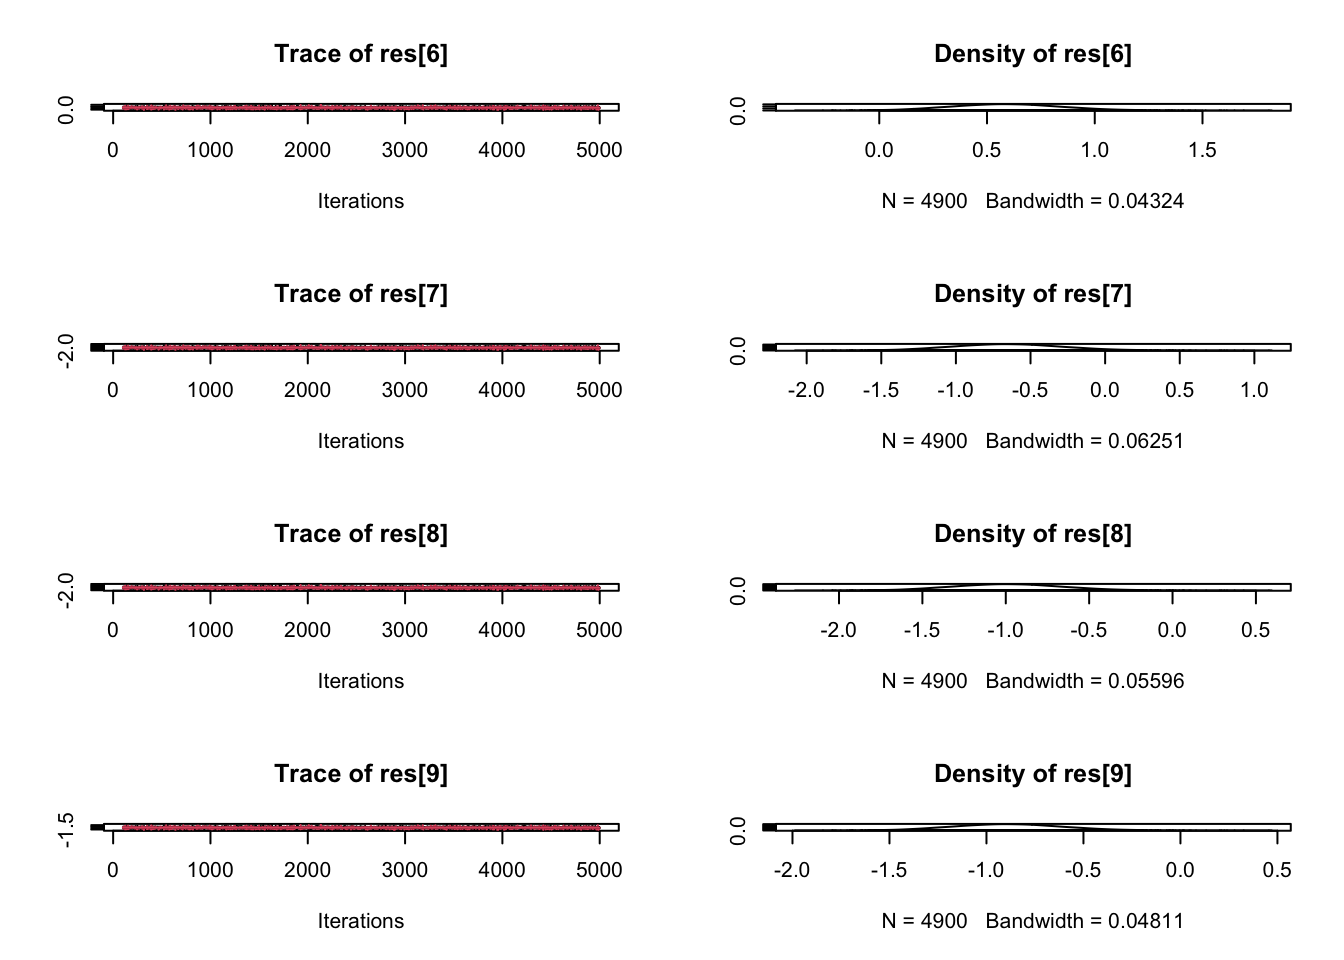 Trace of res[6]
0.0
0 1000 2000 3000 4000 5000
Iterations
Density of res[6]
0.0
0.0 0.5 1.0 1.5
N = 4900 Bandwidth = 0.04324
Trace of res[7]
-2.0
0 1000 2000 3000 4000 5000
Iterations
Density of res[7]
0.0
-2.0 -1.5 -1.0 -0.5 0.0 0.5 1.0
N = 4900 Bandwidth = 0.06251
Trace of res[8]
-2.0
0 1000 2000 3000 4000 5000
Iterations
Density of res[8]
0.0
-2.0 -1.5 -1.0 -0.5 0.0 0.5
N = 4900 Bandwidth = 0.05596
Trace of res[9]
-1.5
0 1000 2000 3000 4000 5000
Iterations
Density of res[9]
0.0
-2.0 -1.5 -1.0 -0.5 0.0 0.5
N = 4900 Bandwidth = 0.04811